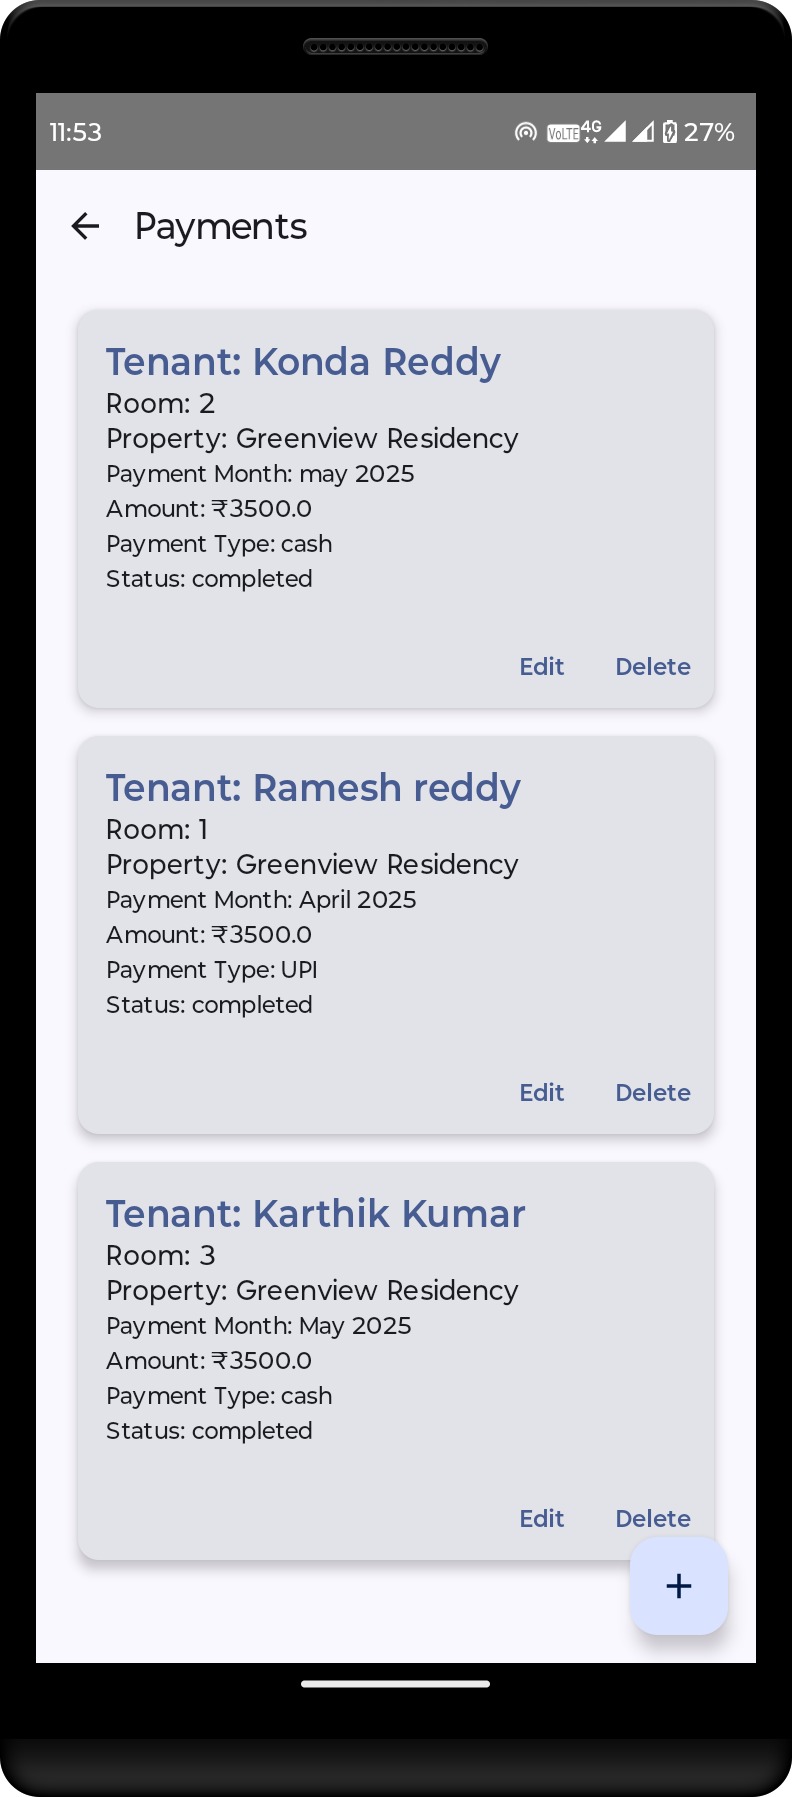 11:53 VoLTE 4G 27%
Payments
Tenant: Konda Reddy
Room: 2
Property: Greenview Residency
Payment Month: may 2025
Amount: ₹3500.0
Payment Type: cash
Status: completed
Edit Delete
Tenant: Ramesh reddy
Room: 1
Property: Greenview Residency
Payment Month: April 2025
Amount: ₹3500.0
Payment Type: UPI
Status: completed
Edit Delete
Tenant: Karthik Kumar
Room: 3
Property: Greenview Residency
Payment Month: May 2025
Amount: ₹3500.0
Payment Type: cash
Status: completed
Edit Delete
+